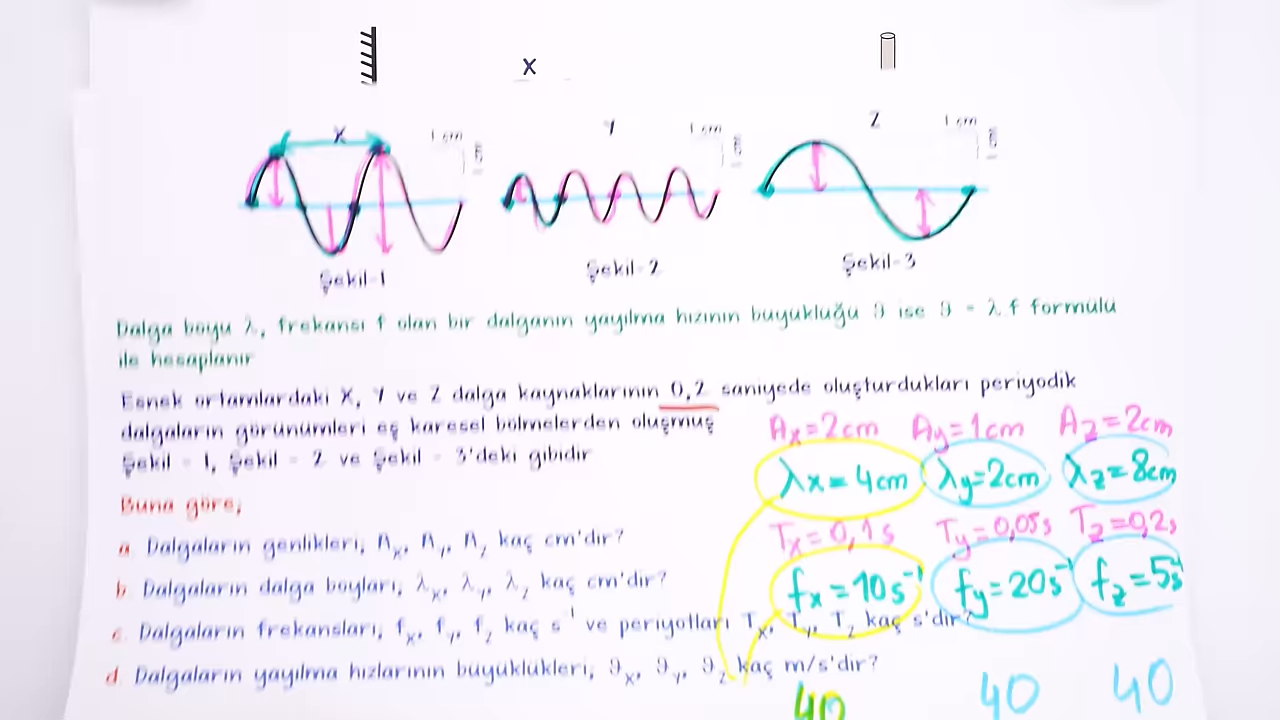 X
X
1 cm
Y
1 cm
Z
1 cm
Şekil-1
Şekil-2
Şekil-3
Dalga boyu λ, frekansı f olan bir dalganın yayılma hızının büyüklüğü ϑ ise ϑ = λ.f formülü
ile hesaplanır
Esnek ortamlardaki X, Y ve Z dalga kaynaklarının 0,2 saniyede oluşturdukları periyodik
dalgaların görünümleri eş karesel bölmelerden oluşmuş
Şekil - 1, Şekil - 2 ve Şekil - 3'deki gibidir
Ax=2cm Ay=1cm Az=2cm
λx=4cm λy=2cm λz=8cm
Buna göre,
Tx=0,1s Ty=0,05s Tz=0,2s
a. Dalgaların genlikleri, Ax, Ay, Az kaç cm'dir?
b. Dalgaların dalga boyları, λx, λy, λz kaç cm'dir?
fx=10s⁻¹ fy=20s⁻¹ fz=5s⁻¹
c. Dalgaların frekansları, fx, fy, fz kaç s⁻¹ ve periyotları Tx, Ty, Tz kaç s'dir?
d. Dalgaların yayılma hızlarının büyüklükleri, ϑx, ϑy, ϑz kaç m/s'dir?
40 40 40